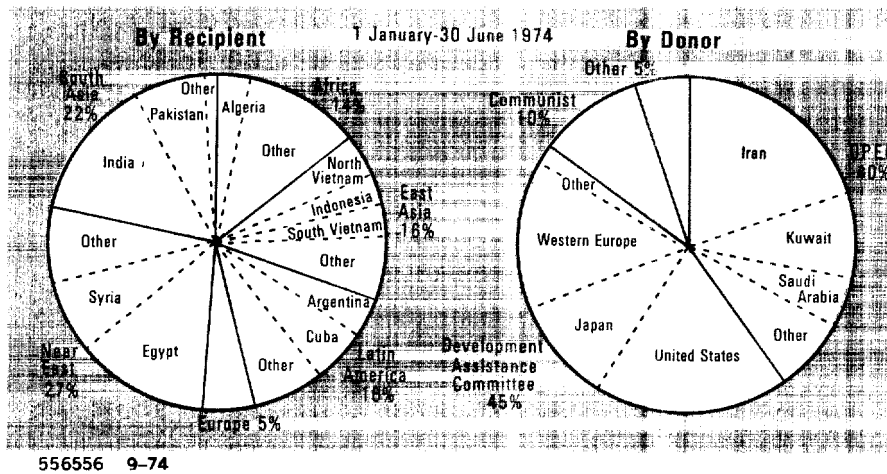 By Recipient
1 January-30 June 1974
By Donor
South
Asia
22%
Other
Pakistan
India
Algeria
Other
Africa
14%
North
Vietnam
Indonesia
South Vietnam
Other
East
Asia
16%
Argentina
Cuba
Other
Latin
America
16%
Europe 5%
Egypt
Syria
Other
Near
East
27%
Other 5%
Communist
10%
Iran
Kuwait
Saudi
Arabia
Other
OPE
40%
Other
Western Europe
Japan
United States
Development
Assistance
Committee
45%
556556 9-74